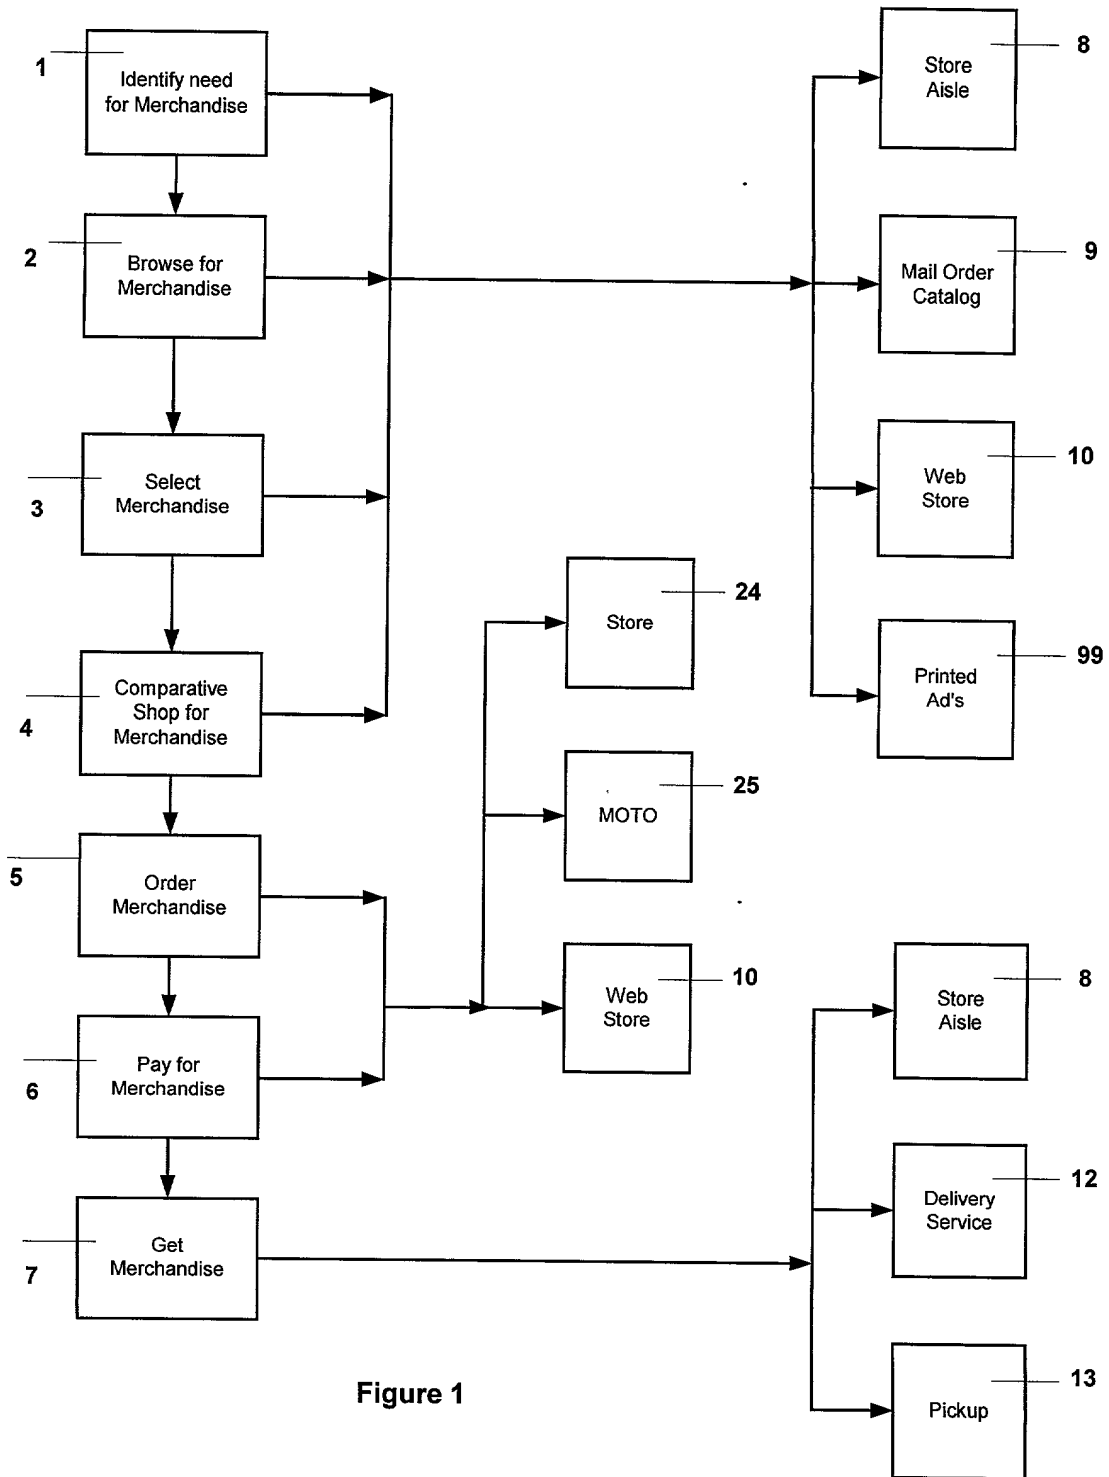 1
Identify need
for Merchandise
2
Browse for
Merchandise
3
Select
Merchandise
4
Comparative
Shop for
Merchandise
5
Order
Merchandise
6
Pay for
Merchandise
7
Get
Merchandise
Store
Aisle
8
Mail Order
Catalog
9
Web
Store
10
Printed
Ad's
99
Store
24
MOTO
25
Web
Store
10
Store
Aisle
8
Delivery
Service
12
Pickup
13
Figure 1